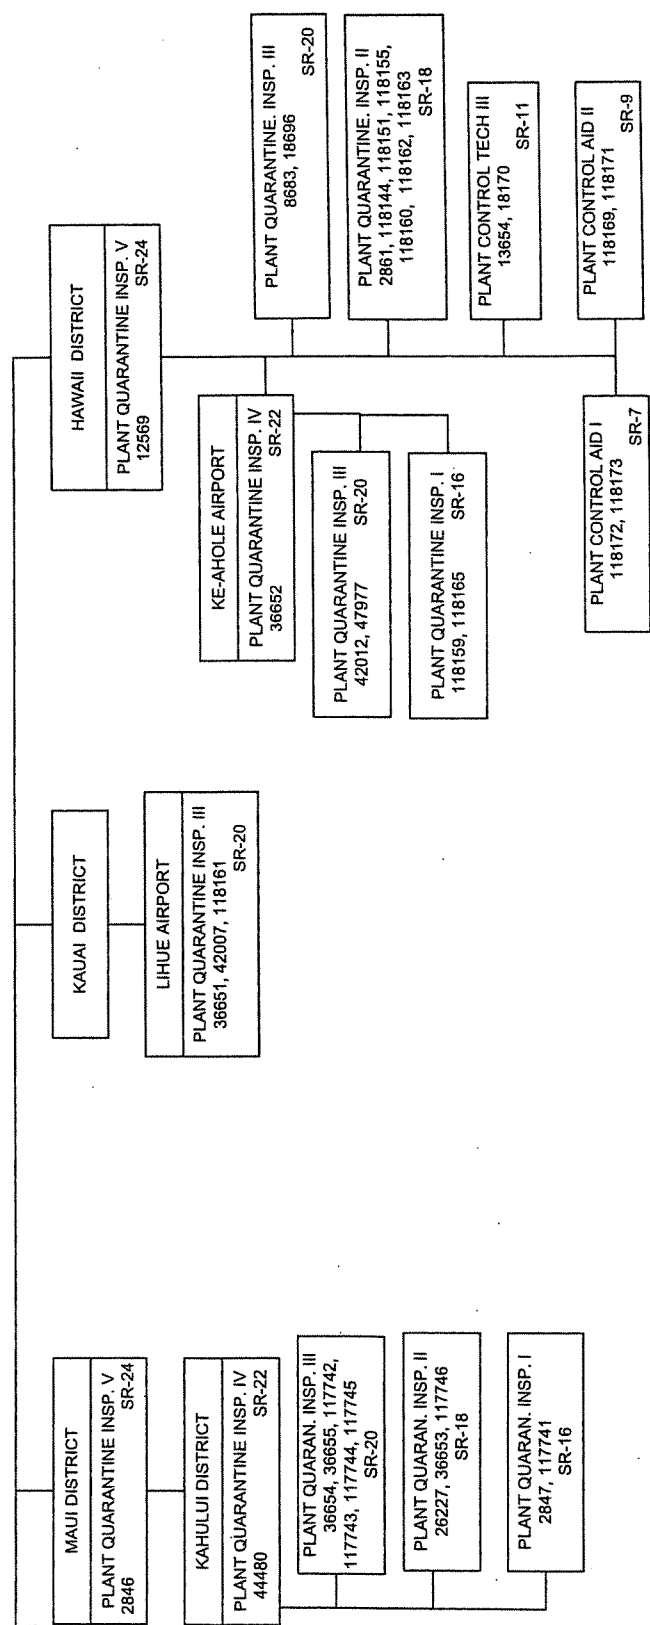 MAUI DISTRICT
PLANT QUARANTINE INSP. V
2846 SR-24
KAHULUI DISTRICT
PLANT QUARANTINE INSP. IV
44480 SR-22
PLANT QUARAN. INSP. III
36654, 36655, 117742,
117743, 117744, 117745
SR-20
PLANT QUARAN. INSP. II
26227, 36653, 117746
SR-18
PLANT QUARAN. INSP. I
2847, 117741
SR-16
KAUAI DISTRICT
LIHUE AIRPORT
PLANT QUARANTINE INSP. III
36651, 42007, 118161
SR-20
HAWAII DISTRICT
PLANT QUARANTINE INSP. V
12569 SR-24
KE-AHOLE AIRPORT
PLANT QUARANTINE INSP. IV
36652 SR-22
PLANT QUARANTINE INSP. III
42012, 47977
SR-20
PLANT QUARANTINE INSP. I
118159, 118165
SR-16
PLANT QUARANTINE. INSP. III
8683, 18696
SR-20
PLANT QUARANTINE. INSP. II
2861, 118144, 118151, 118155,
118160, 118162, 118163
SR-18
PLANT CONTROL TECH III
13654, 18170
SR-11
PLANT CONTROL AID II
118169, 118171
SR-9
PLANT CONTROL AID I
118172, 118173
SR-7